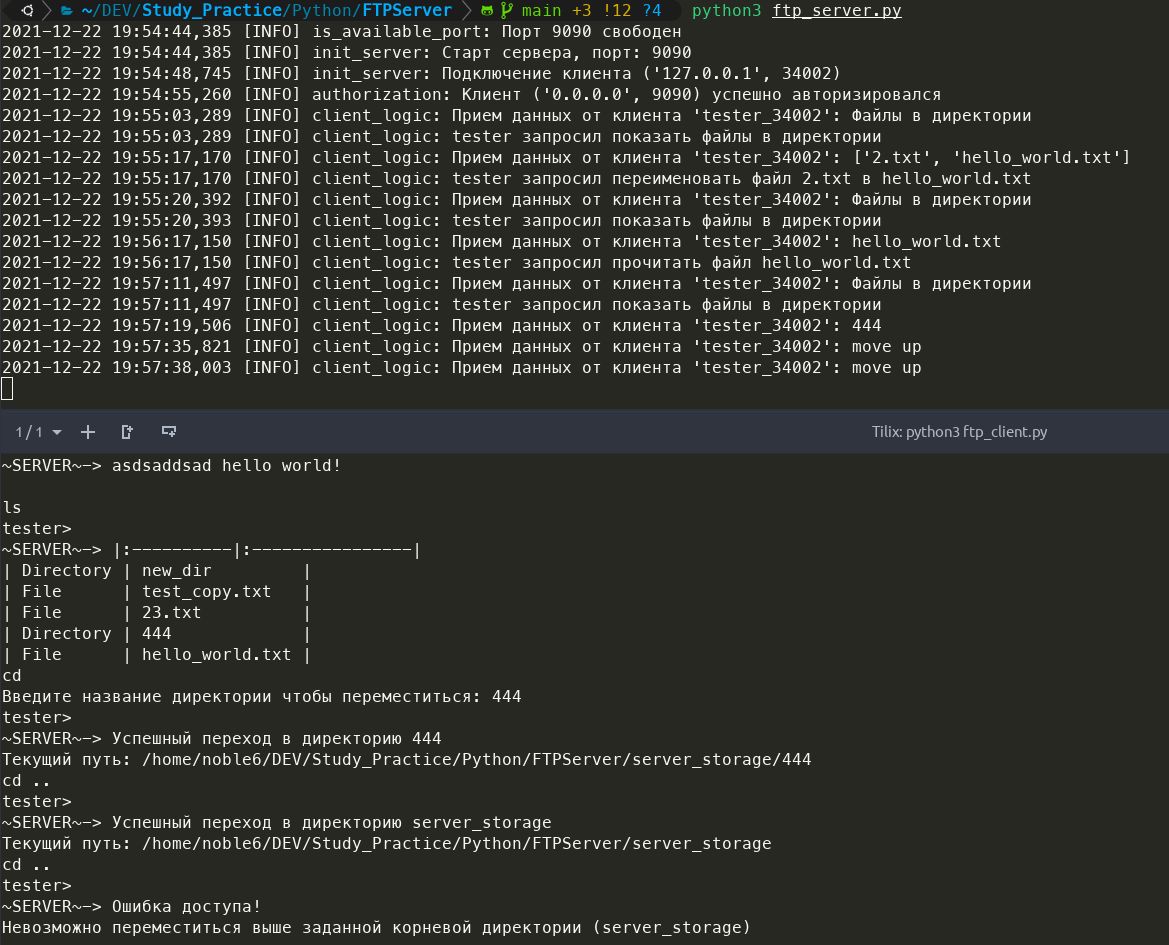 ~/DEV/Study_Practice/Python/FTPServer main +3 !12 ?4 python3 ftp_server.py
2021-12-22 19:54:44,385 [INFO] is_available_port: Порт 9090 свободен
2021-12-22 19:54:44,385 [INFO] init_server: Старт сервера, порт: 9090
2021-12-22 19:54:48,745 [INFO] init_server: Подключение клиента ('127.0.0.1', 34002)
2021-12-22 19:54:55,260 [INFO] authorization: Клиент ('0.0.0.0', 9090) успешно авторизировался
2021-12-22 19:55:03,289 [INFO] client_logic: Прием данных от клиента 'tester_34002': Файлы в директории
2021-12-22 19:55:03,289 [INFO] client_logic: tester запросил показать файлы в директории
2021-12-22 19:55:17,170 [INFO] client_logic: Прием данных от клиента 'tester_34002': ['2.txt', 'hello_world.txt']
2021-12-22 19:55:17,170 [INFO] client_logic: tester запросил переименовать файл 2.txt в hello_world.txt
2021-12-22 19:55:20,392 [INFO] client_logic: Прием данных от клиента 'tester_34002': Файлы в директории
2021-12-22 19:55:20,393 [INFO] client_logic: tester запросил показать файлы в директории
2021-12-22 19:56:17,150 [INFO] client_logic: Прием данных от клиента 'tester_34002': hello_world.txt
2021-12-22 19:56:17,150 [INFO] client_logic: tester запросил прочитать файл hello_world.txt
2021-12-22 19:57:11,497 [INFO] client_logic: Прием данных от клиента 'tester_34002': Файлы в директории
2021-12-22 19:57:11,497 [INFO] client_logic: tester запросил показать файлы в директории
2021-12-22 19:57:19,506 [INFO] client_logic: Прием данных от клиента 'tester_34002': 444
2021-12-22 19:57:35,821 [INFO] client_logic: Прием данных от клиента 'tester_34002': move up
2021-12-22 19:57:38,003 [INFO] client_logic: Прием данных от клиента 'tester_34002': move up
1 / 1 Tilix: python3 ftp_client.py
~SERVER~-> asdsaddsad hello world!
ls
tester>
~SERVER~-> |:----------|:----------------|
| Directory | new_dir         |
| File      | test_copy.txt   |
| File      | 23.txt          |
| Directory | 444             |
| File      | hello_world.txt |
cd
Введите название директории чтобы переместиться: 444
tester>
~SERVER~-> Успешный переход в директорию 444
Текущий путь: /home/noble6/DEV/Study_Practice/Python/FTPServer/server_storage/444
cd ..
tester>
~SERVER~-> Успешный переход в директорию server_storage
Текущий путь: /home/noble6/DEV/Study_Practice/Python/FTPServer/server_storage
cd ..
tester>
~SERVER~-> Ошибка доступа!
Невозможно переместиться выше заданной корневой директории (server_storage)